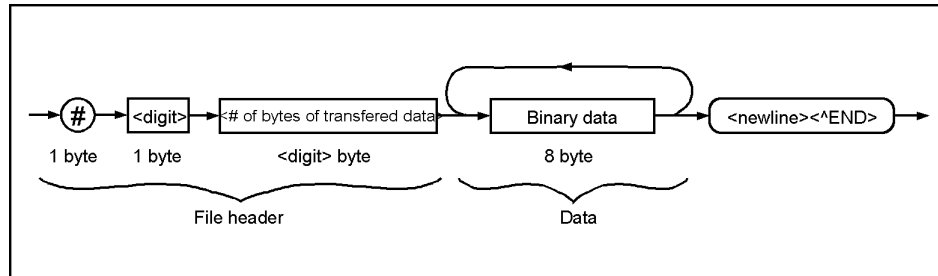 # <digit> <# of bytes of transfered data> Binary data <newline><^END>
1 byte 1 byte <digit> byte 8 byte
File header Data